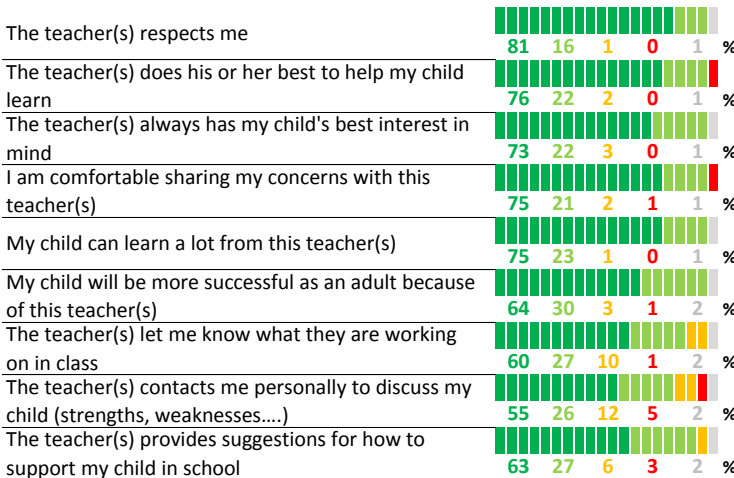 The teacher(s) respects me
81 16 1 0 1 %
The teacher(s) does his or her best to help my child
learn
76 22 2 0 1 %
The teacher(s) always has my child's best interest in
mind
73 22 3 0 1 %
I am comfortable sharing my concerns with this
teacher(s)
75 21 2 1 1 %
My child can learn a lot from this teacher(s)
75 23 1 0 1 %
My child will be more successful as an adult because
of this teacher(s)
64 30 3 1 2 %
The teacher(s) let me know what they are working
on in class
60 27 10 1 2 %
The teacher(s) contacts me personally to discuss my
child (strengths, weaknesses....)
55 26 12 5 2 %
The teacher(s) provides suggestions for how to
support my child in school
63 27 6 3 2 %